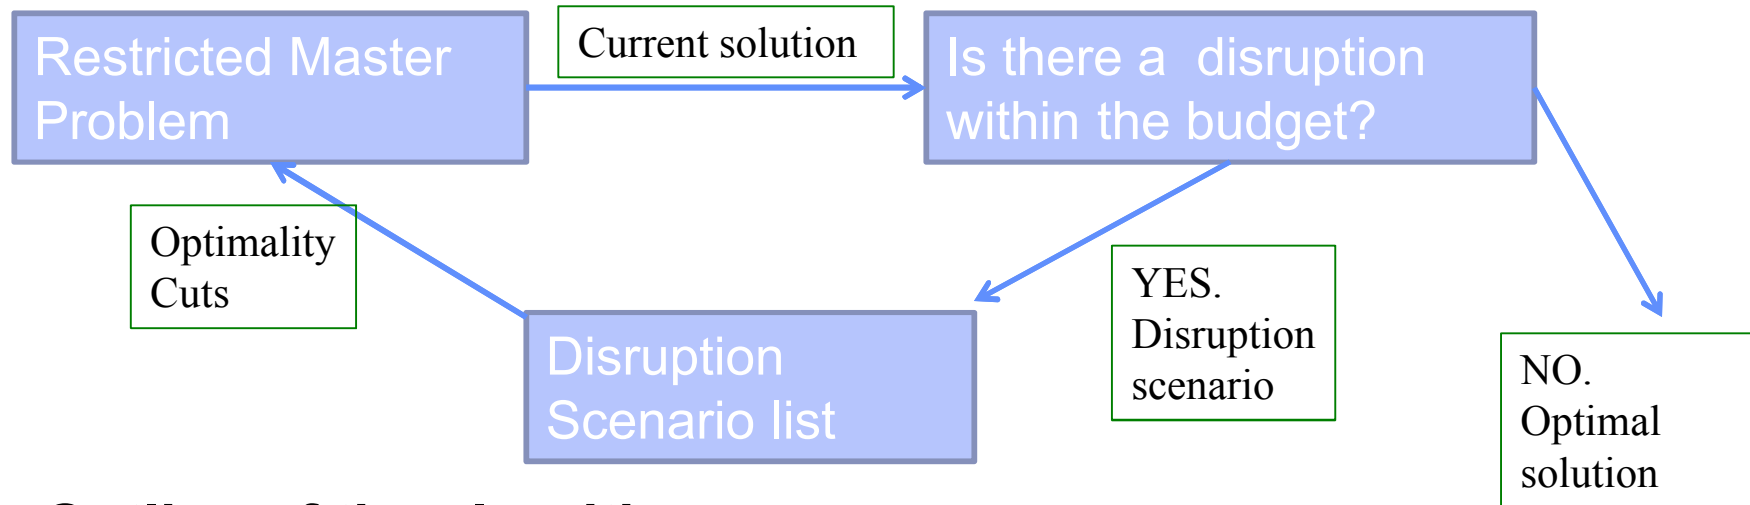 Restricted Master
Problem
Current solution
Is there a disruption
within the budget?
Optimality
Cuts
YES.
Disruption
scenario
Disruption
Scenario list
NO.
Optimal
solution